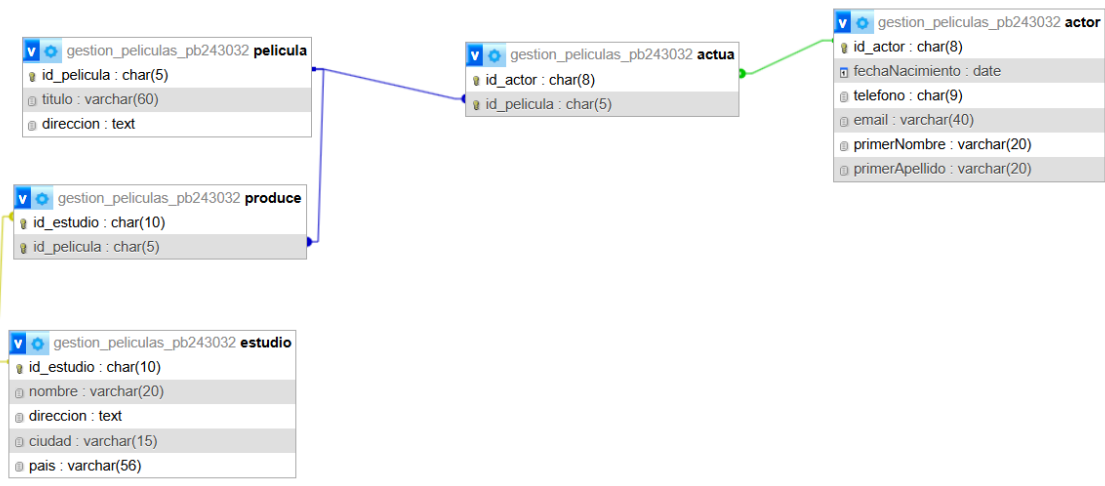 v gestion_peliculas_pb243032 pelicula
id_pelicula : char(5)
titulo : varchar(60)
direccion : text
v gestion_peliculas_pb243032 actua
id_actor : char(8)
id_pelicula : char(5)
v gestion_peliculas_pb243032 actor
id_actor : char(8)
fechaNacimiento : date
telefono : char(9)
email : varchar(40)
primerNombre : varchar(20)
primerApellido : varchar(20)
v gestion_peliculas_pb243032 produce
id_estudio : char(10)
id_pelicula : char(5)
v gestion_peliculas_pb243032 estudio
id_estudio : char(10)
nombre : varchar(20)
direccion : text
ciudad : varchar(15)
pais : varchar(56)